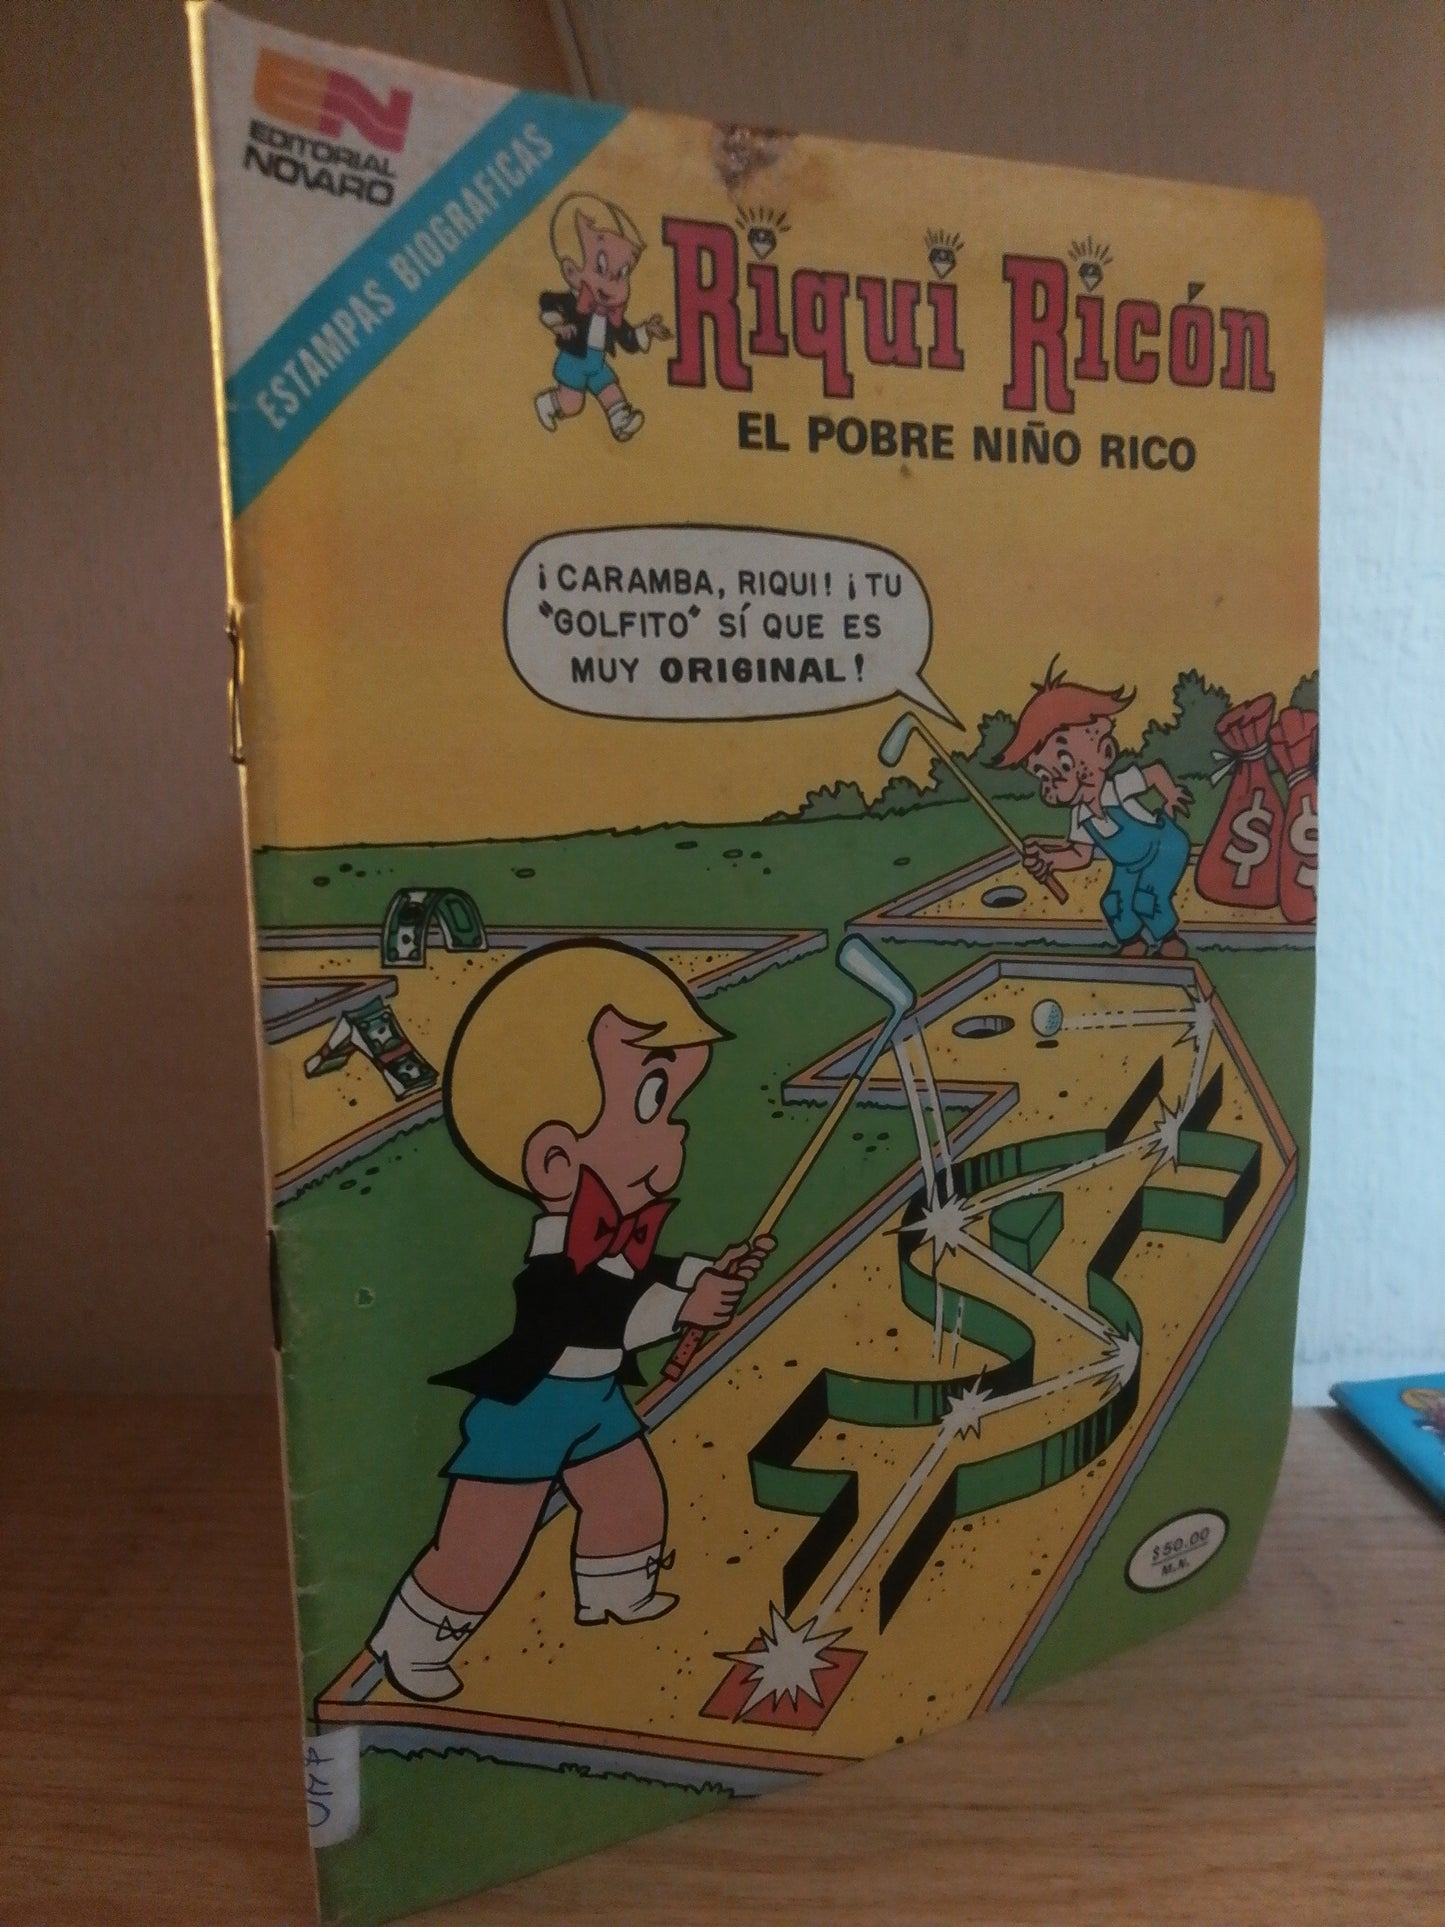 EN
EDITORIAL
NOVARO
ESTAMPAS BIOGRAFICAS
Riqui Ricón
EL POBRE NIÑO RICO
¡CARAMBA, RIQUI! ¡TU
"GOLFITO" SÍ QUE ES
MUY ORIGINAL!
$ $
$50.00
M.N.